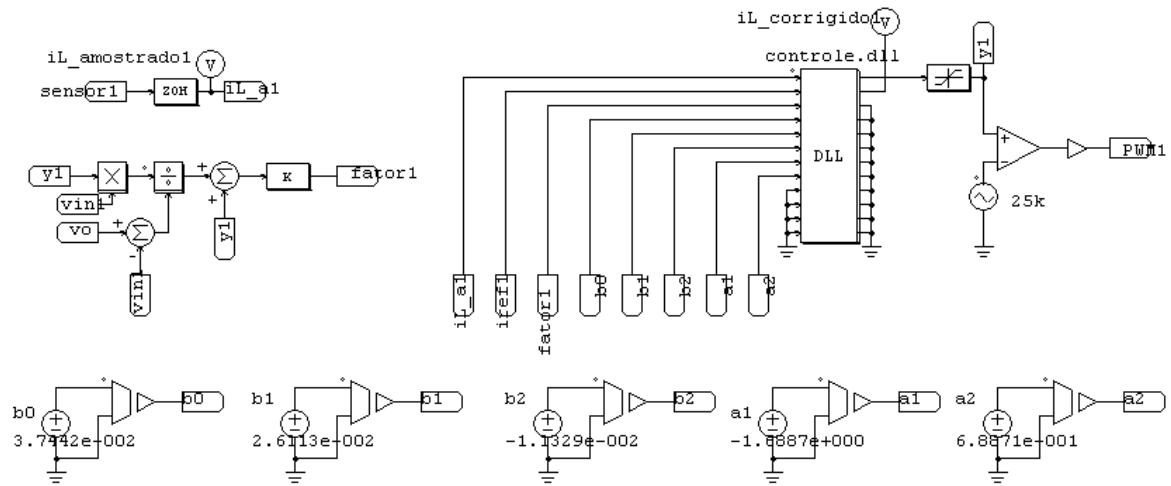 iL_corrigido1
V
iL_amostrado1
V
controle.dll
y1
sensor1
ZOH
iL_a1
DLL
PWM1
y1
K
fator1
vin1
vo
25k
y1
vin1
iL_a1
iref1
fator1
b0
b1
b2
a1
a2
b0
b0
3.7442e-002
b1
b1
2.6113e-002
b2
b2
-1.1329e-002
a1
a1
-1.6887e+000
a2
a2
6.8871e-001